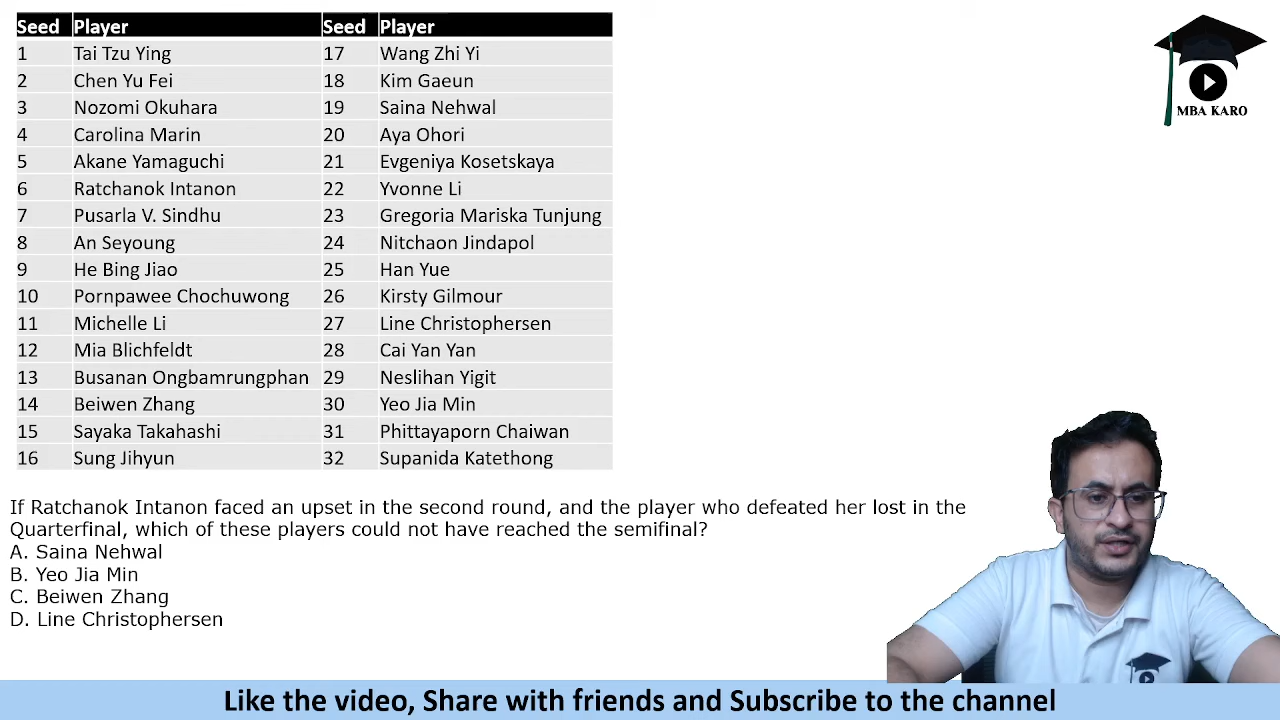 Seed Player Seed Player
1 Tai Tzu Ying 17 Wang Zhi Yi
2 Chen Yu Fei 18 Kim Gaeun
3 Nozomi Okuhara 19 Saina Nehwal
4 Carolina Marin 20 Aya Ohori
5 Akane Yamaguchi 21 Evgeniya Kosetskaya
6 Ratchanok Intanon 22 Yvonne Li
7 Pusarla V. Sindhu 23 Gregoria Mariska Tunjung
8 An Seyoung 24 Nitchaon Jindapol
9 He Bing Jiao 25 Han Yue
10 Pornpawee Chochuwong 26 Kirsty Gilmour
11 Michelle Li 27 Line Christophersen
12 Mia Blichfeldt 28 Cai Yan Yan
13 Busanan Ongbamrungphan 29 Neslihan Yigit
14 Beiwen Zhang 30 Yeo Jia Min
15 Sayaka Takahashi 31 Phittayaporn Chaiwan
16 Sung Jihyun 32 Supanida Katethong
MBA KARO
If Ratchanok Intanon faced an upset in the second round, and the player who defeated her lost in the
Quarterfinal, which of these players could not have reached the semifinal?
A. Saina Nehwal
B. Yeo Jia Min
C. Beiwen Zhang
D. Line Christophersen
Like the video, Share with friends and Subscribe to the channel